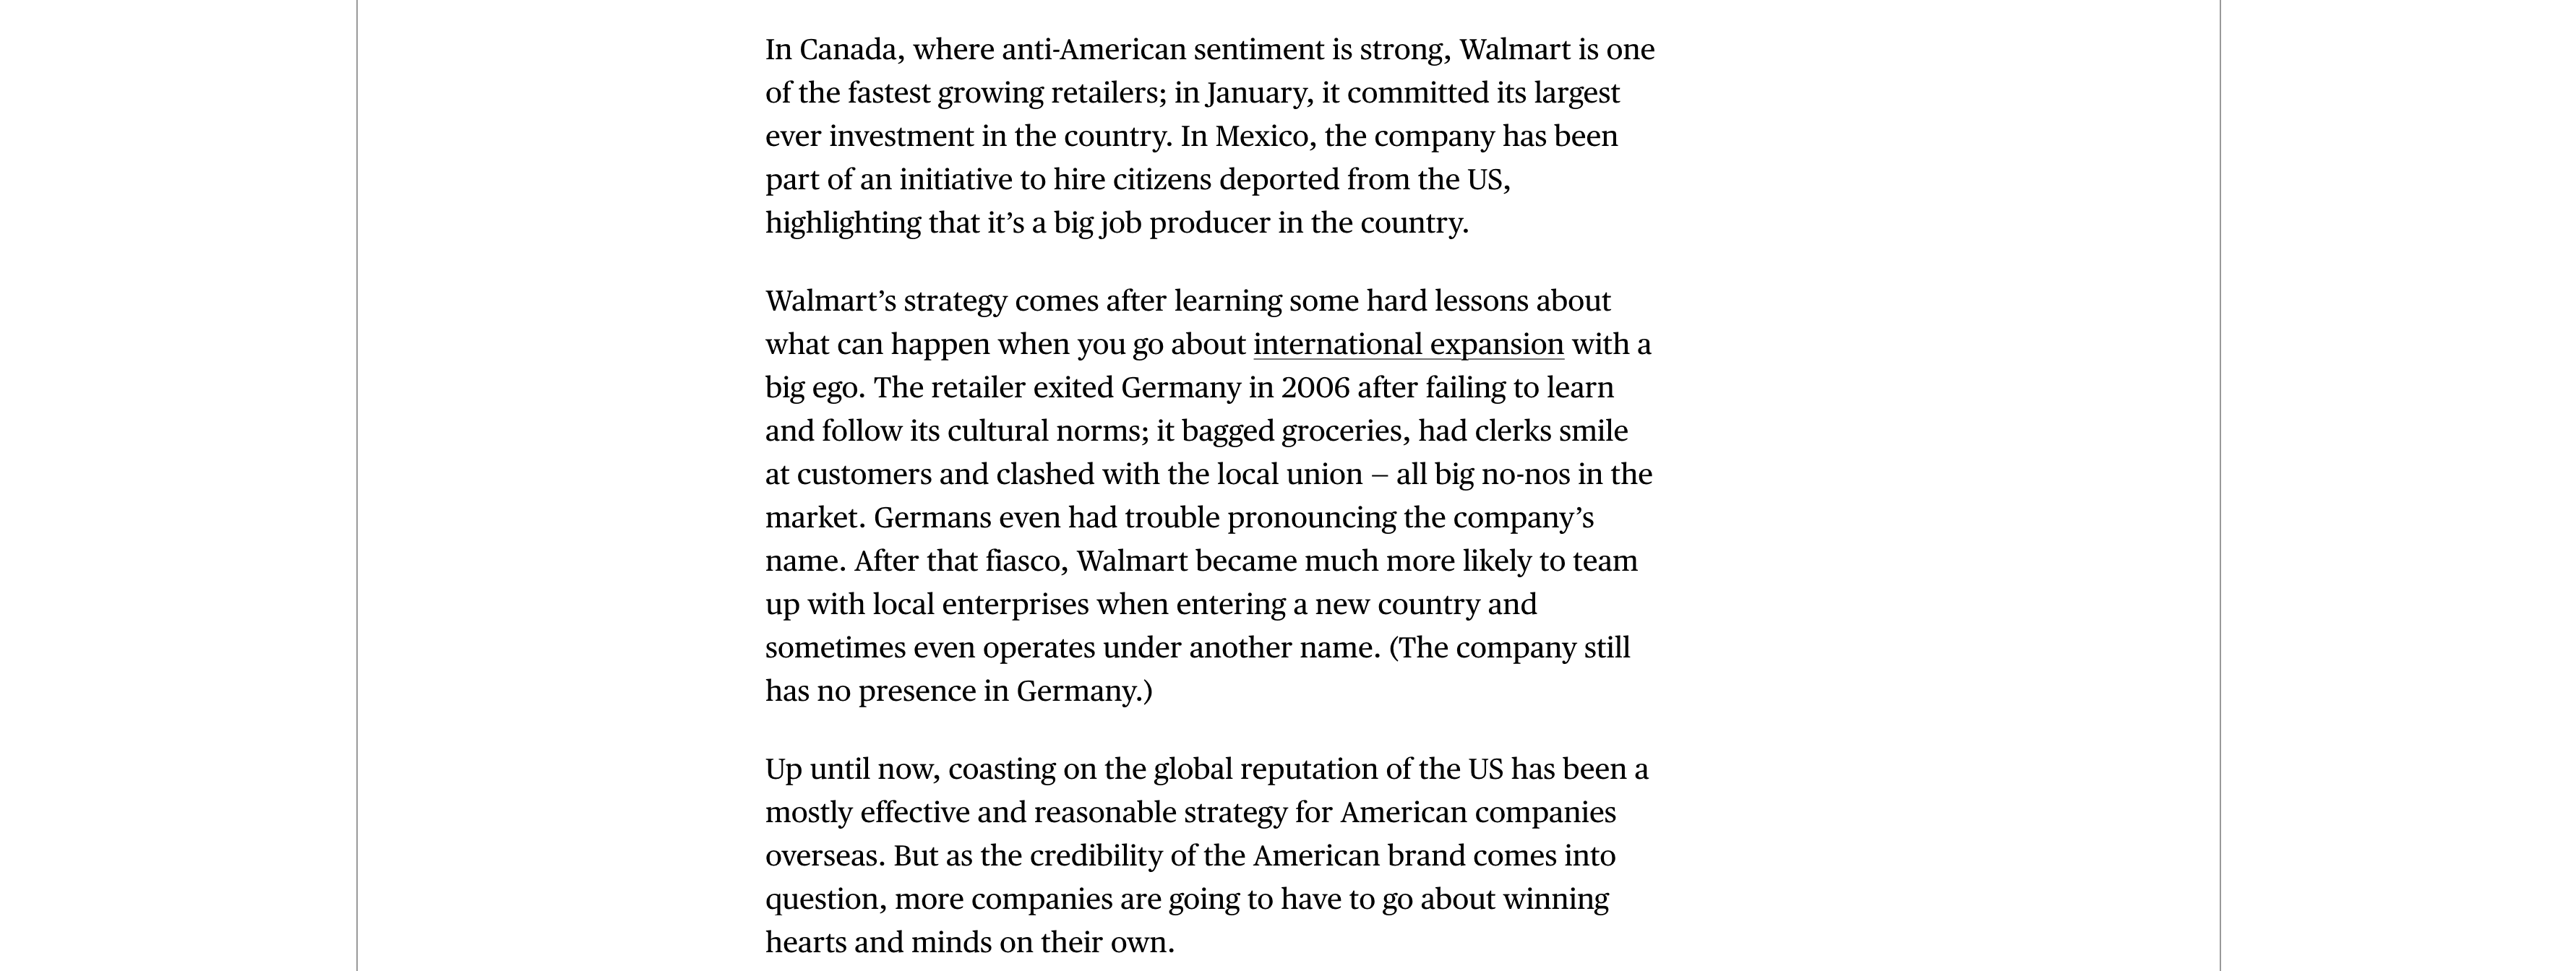 In Canada, where anti-American sentiment is strong, Walmart is one
of the fastest growing retailers; in January, it committed its largest
ever investment in the country. In Mexico, the company has been
part of an initiative to hire citizens deported from the US,
highlighting that it’s a big job producer in the country.
Walmart’s strategy comes after learning some hard lessons about
what can happen when you go about international expansion with a
big ego. The retailer exited Germany in 2006 after failing to learn
and follow its cultural norms; it bagged groceries, had clerks smile
at customers and clashed with the local union – all big no-nos in the
market. Germans even had trouble pronouncing the company’s
name. After that fiasco, Walmart became much more likely to team
up with local enterprises when entering a new country and
sometimes even operates under another name. (The company still
has no presence in Germany.)
Up until now, coasting on the global reputation of the US has been a
mostly effective and reasonable strategy for American companies
overseas. But as the credibility of the American brand comes into
question, more companies are going to have to go about winning
hearts and minds on their own.